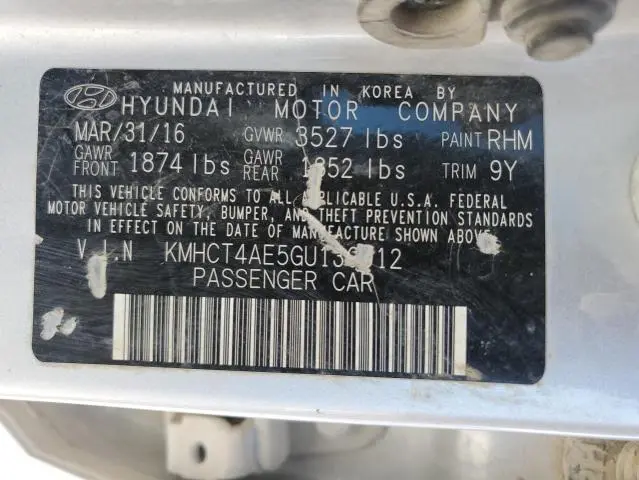 MANUFACTURED IN KOREA BY
HYUNDAI MOTOR COMPANY
MAR/31/16 GVWR 3527 lbs PAINT RHM
GAWR FRONT 1874 lbs GAWR REAR 1852 lbs TRIM 9Y
THIS VEHICLE CONFORMS TO ALL APPLICABLE U.S.A. FEDERAL
MOTOR VEHICLE SAFETY, BUMPER, AND THEFT PREVENTION STANDARDS
IN EFFECT ON THE DATE OF MANUFACTURE SHOWN ABOVE.
V.I.N
PASSENGER CAR